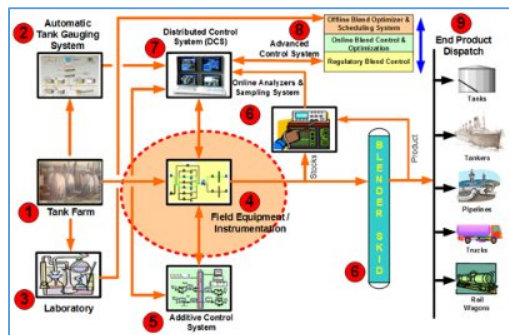 2
Automatic
Tank Gauging
System
Distributed Control
System (DCS)
7
Advanced
Control System
8
Offline Blend Optimizer &
Scheduling System
Online Blend Control &
Optimization
Regulatory Blend Control
9
End Product
Dispatch
Online Analyzers &
Sampling System
6
Tanks
Tankers
Pipelines
Trucks
Rail
Wagons
1
Tank Farm
4
Field Equipment /
Instrumentation
Stocks
Product
BLENDER SKID
6
3
Laboratory
5
Additive Control
System